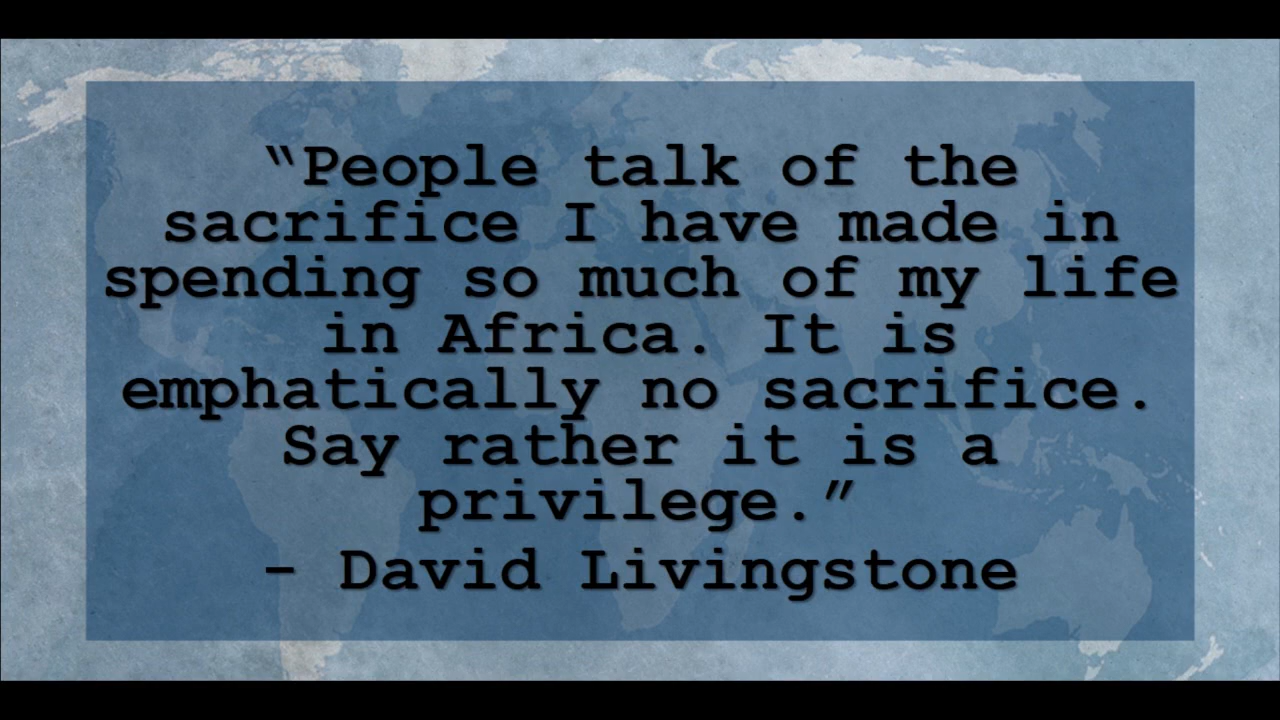 “People talk of the
sacrifice I have made in
spending so much of my life
in Africa. It is
emphatically no sacrifice.
Say rather it is a
privilege.”
- David Livingstone